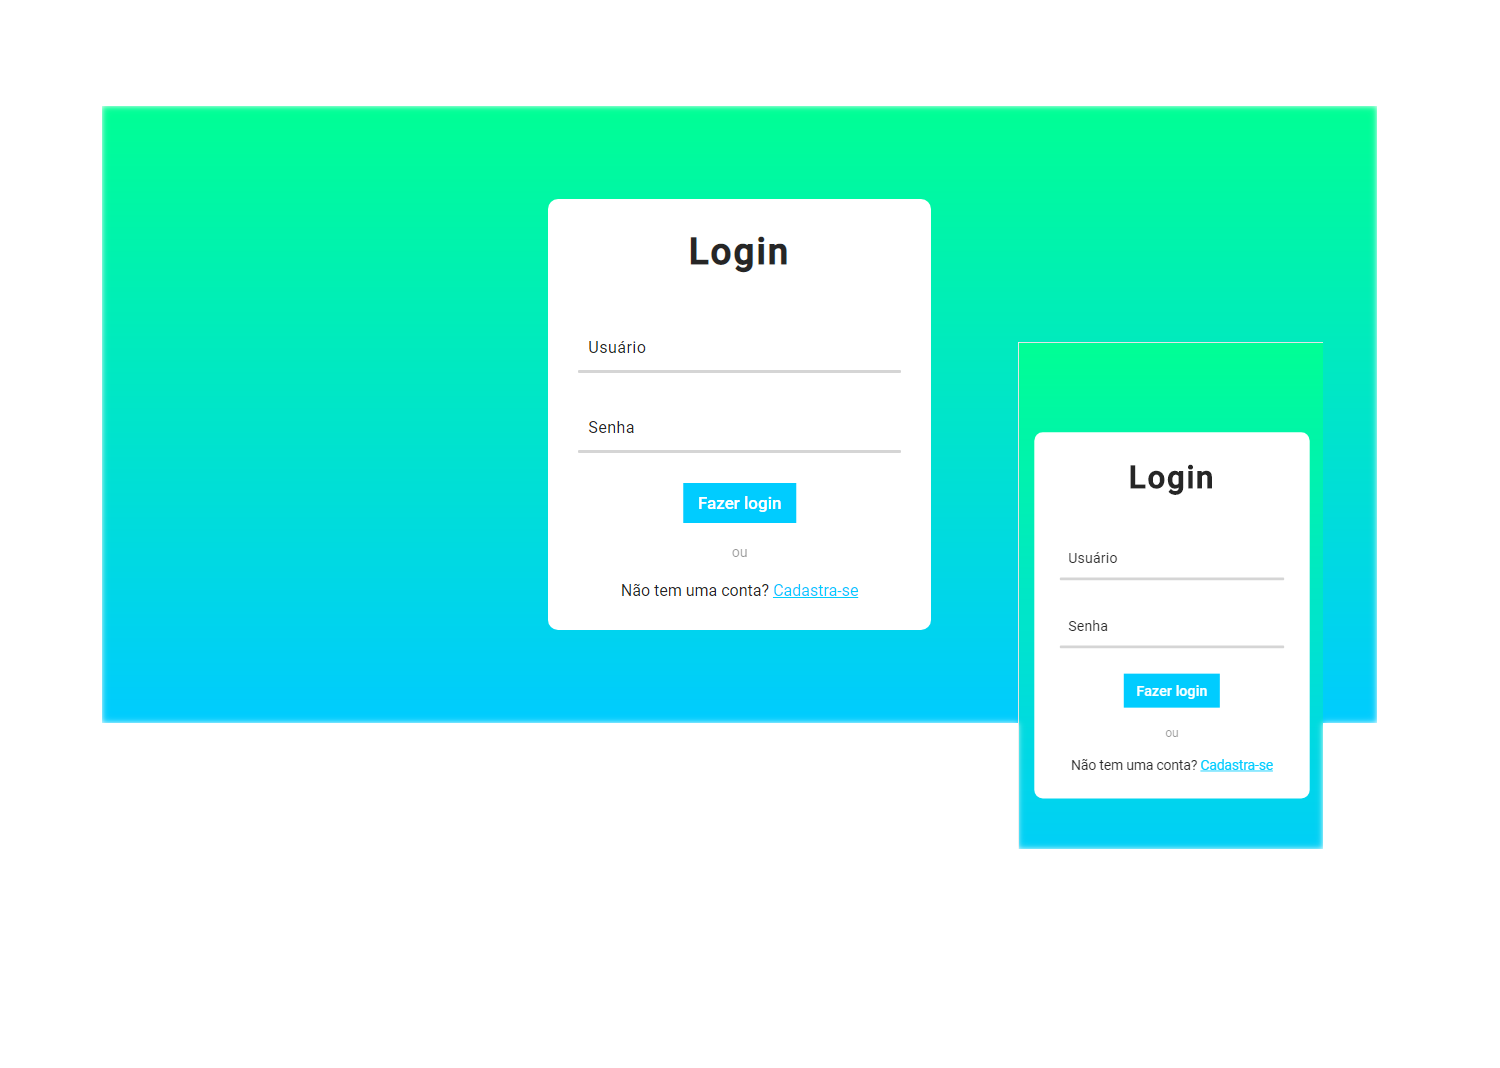 Login
Usuário
Senha
Fazer login
ou
Não tem uma conta? Cadastra-se
Login
Usuário
Senha
Fazer login
ou
Não tem uma conta? Cadastra-se